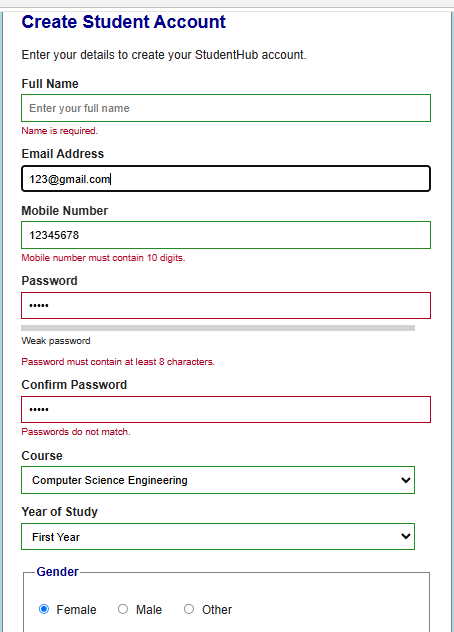 Create Student Account
Enter your details to create your StudentHub account.
Full Name
Enter your full name
Name is required.
Email Address
123@gmail.com
Mobile Number
12345678
Mobile number must contain 10 digits.
Password
•••••
Weak password
Password must contain at least 8 characters.
Confirm Password
•••••
Passwords do not match.
Course
Computer Science Engineering
Year of Study
First Year
Gender
Female Male Other